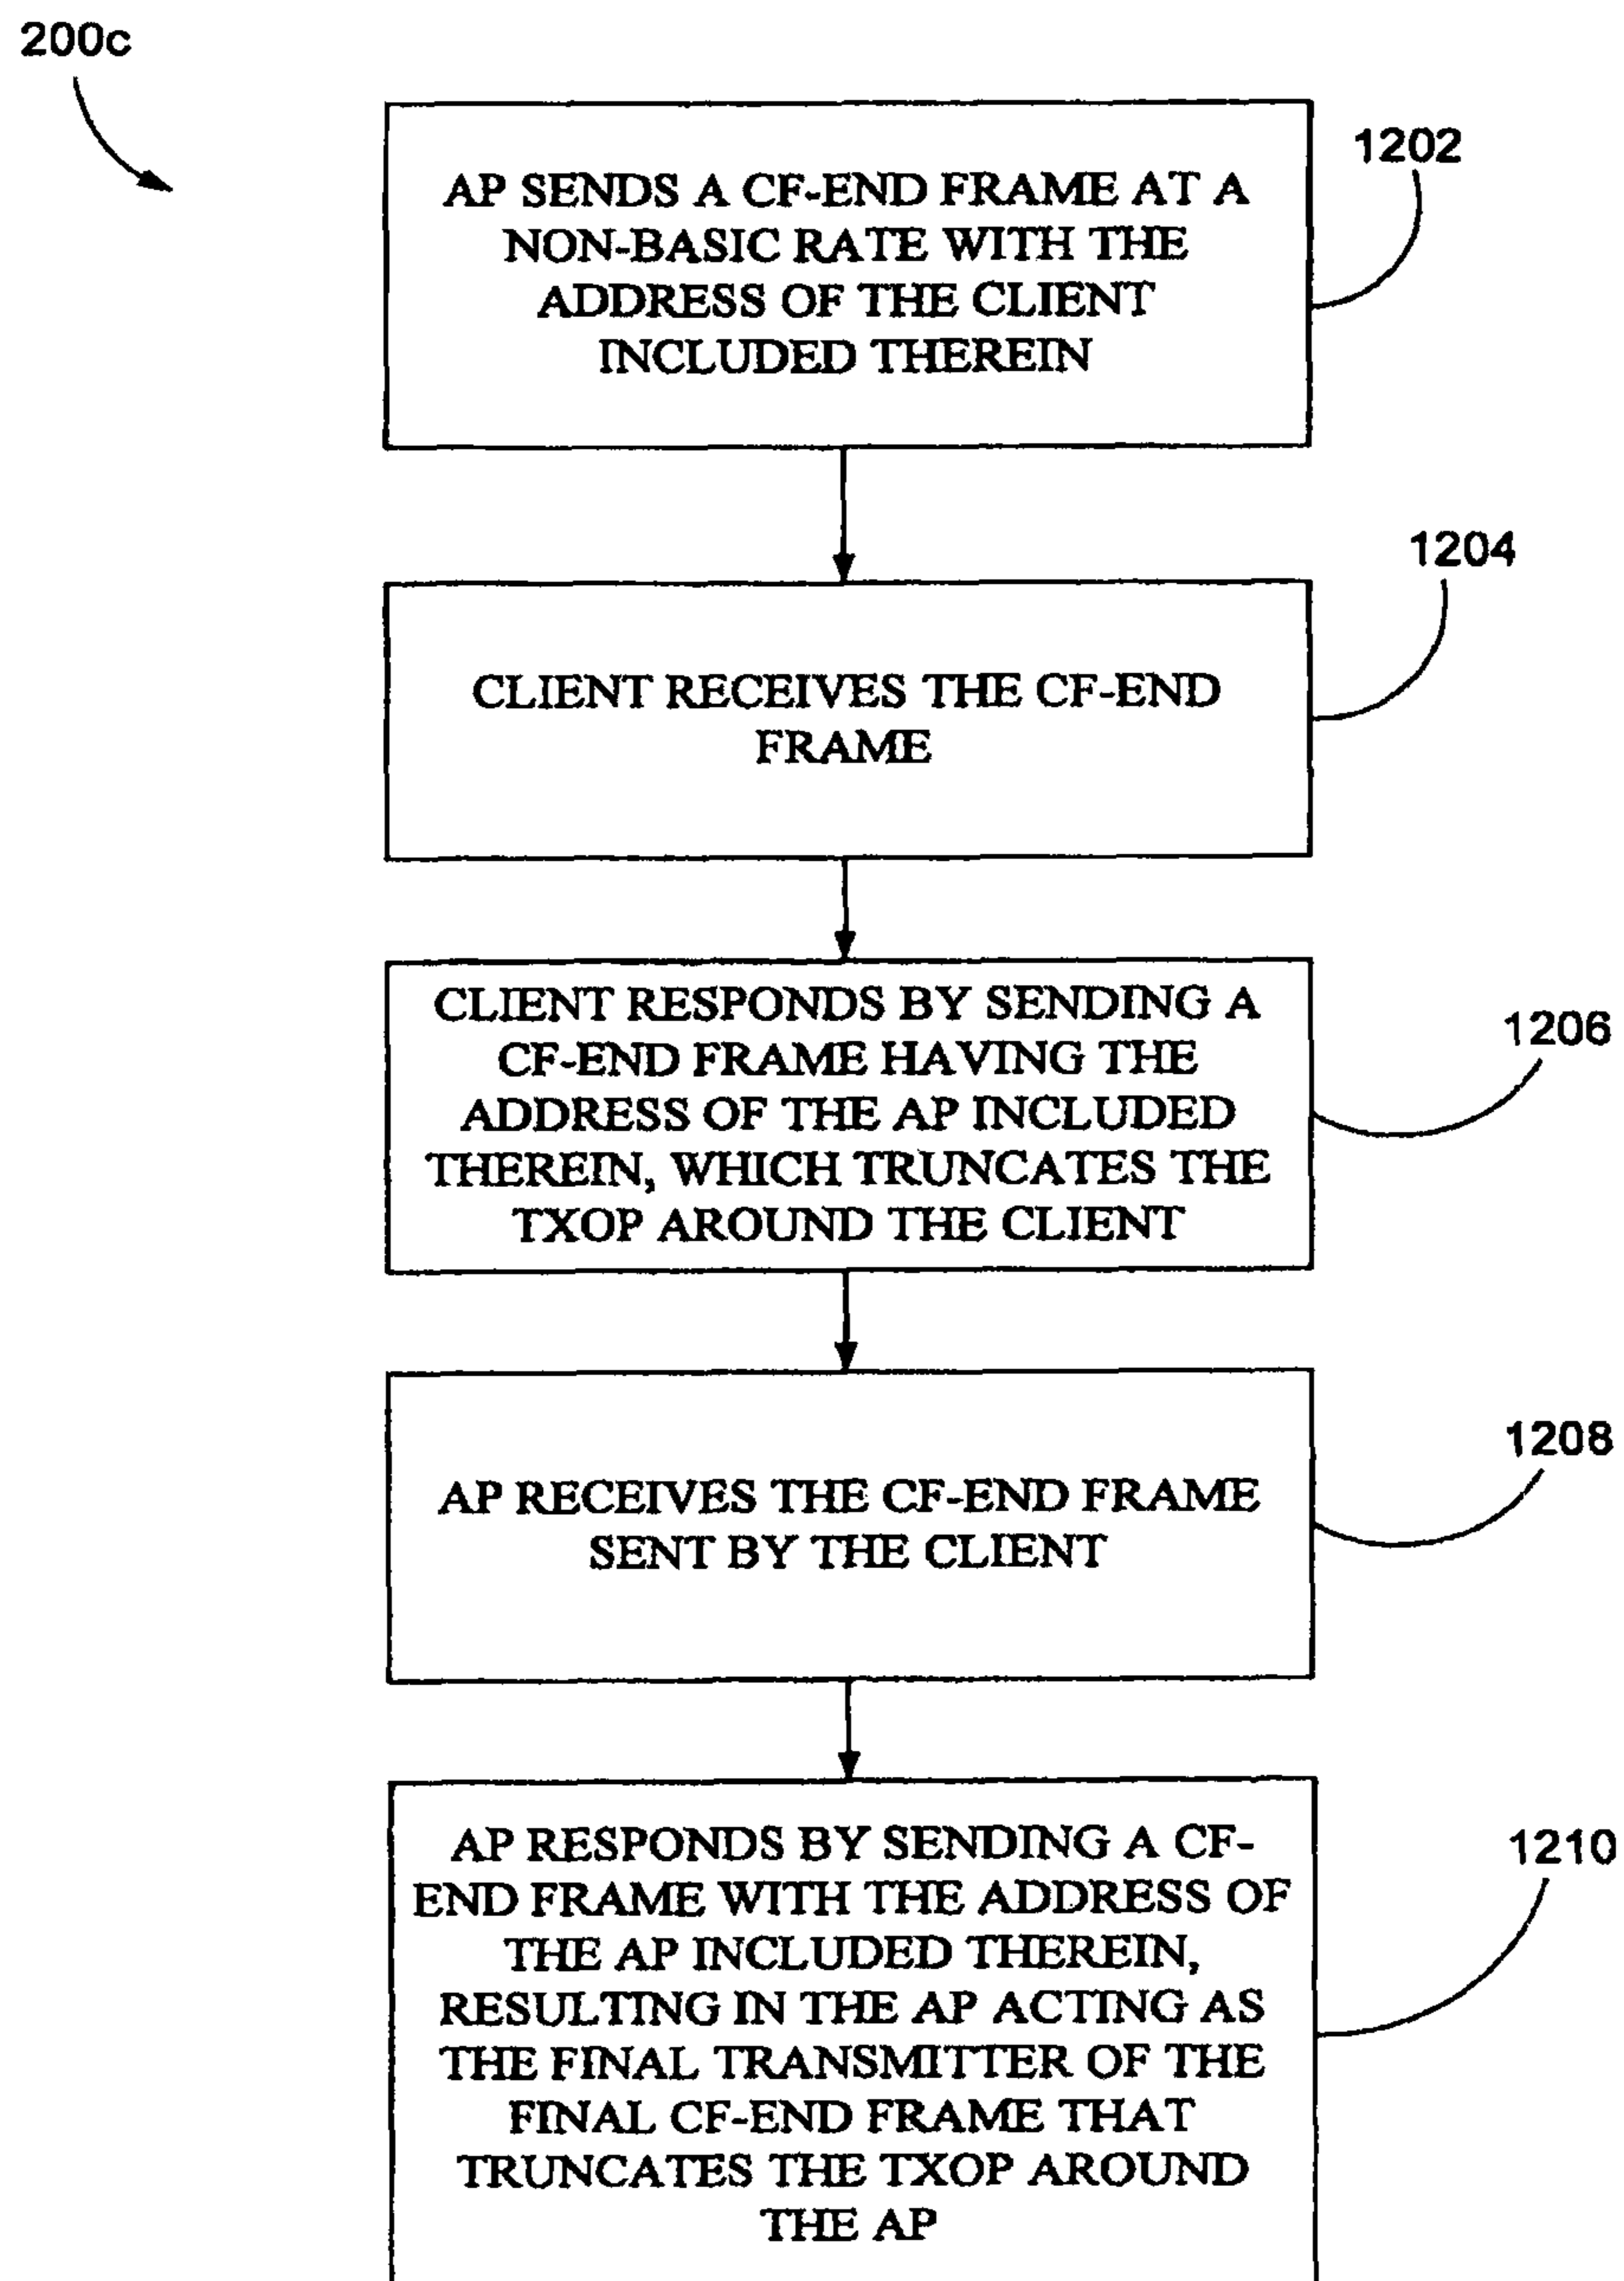 200c
AP SENDS A CF-END FRAME AT A
NON-BASIC RATE WITH THE
ADDRESS OF THE CLIENT
INCLUDED THEREIN
1202
CLIENT RECEIVES THE CF-END
FRAME
1204
CLIENT RESPONDS BY SENDING A
CF-END FRAME HAVING THE
ADDRESS OF THE AP INCLUDED
THEREIN, WHICH TRUNCATES THE
TXOP AROUND THE CLIENT
1206
AP RECEIVES THE CF-END FRAME
SENT BY THE CLIENT
1208
AP RESPONDS BY SENDING A CF-
END FRAME WITH THE ADDRESS OF
THE AP INCLUDED THEREIN,
RESULTING IN THE AP ACTING AS
THE FINAL TRANSMITTER OF THE
FINAL CF-END FRAME THAT
TRUNCATES THE TXOP AROUND
THE AP
1210